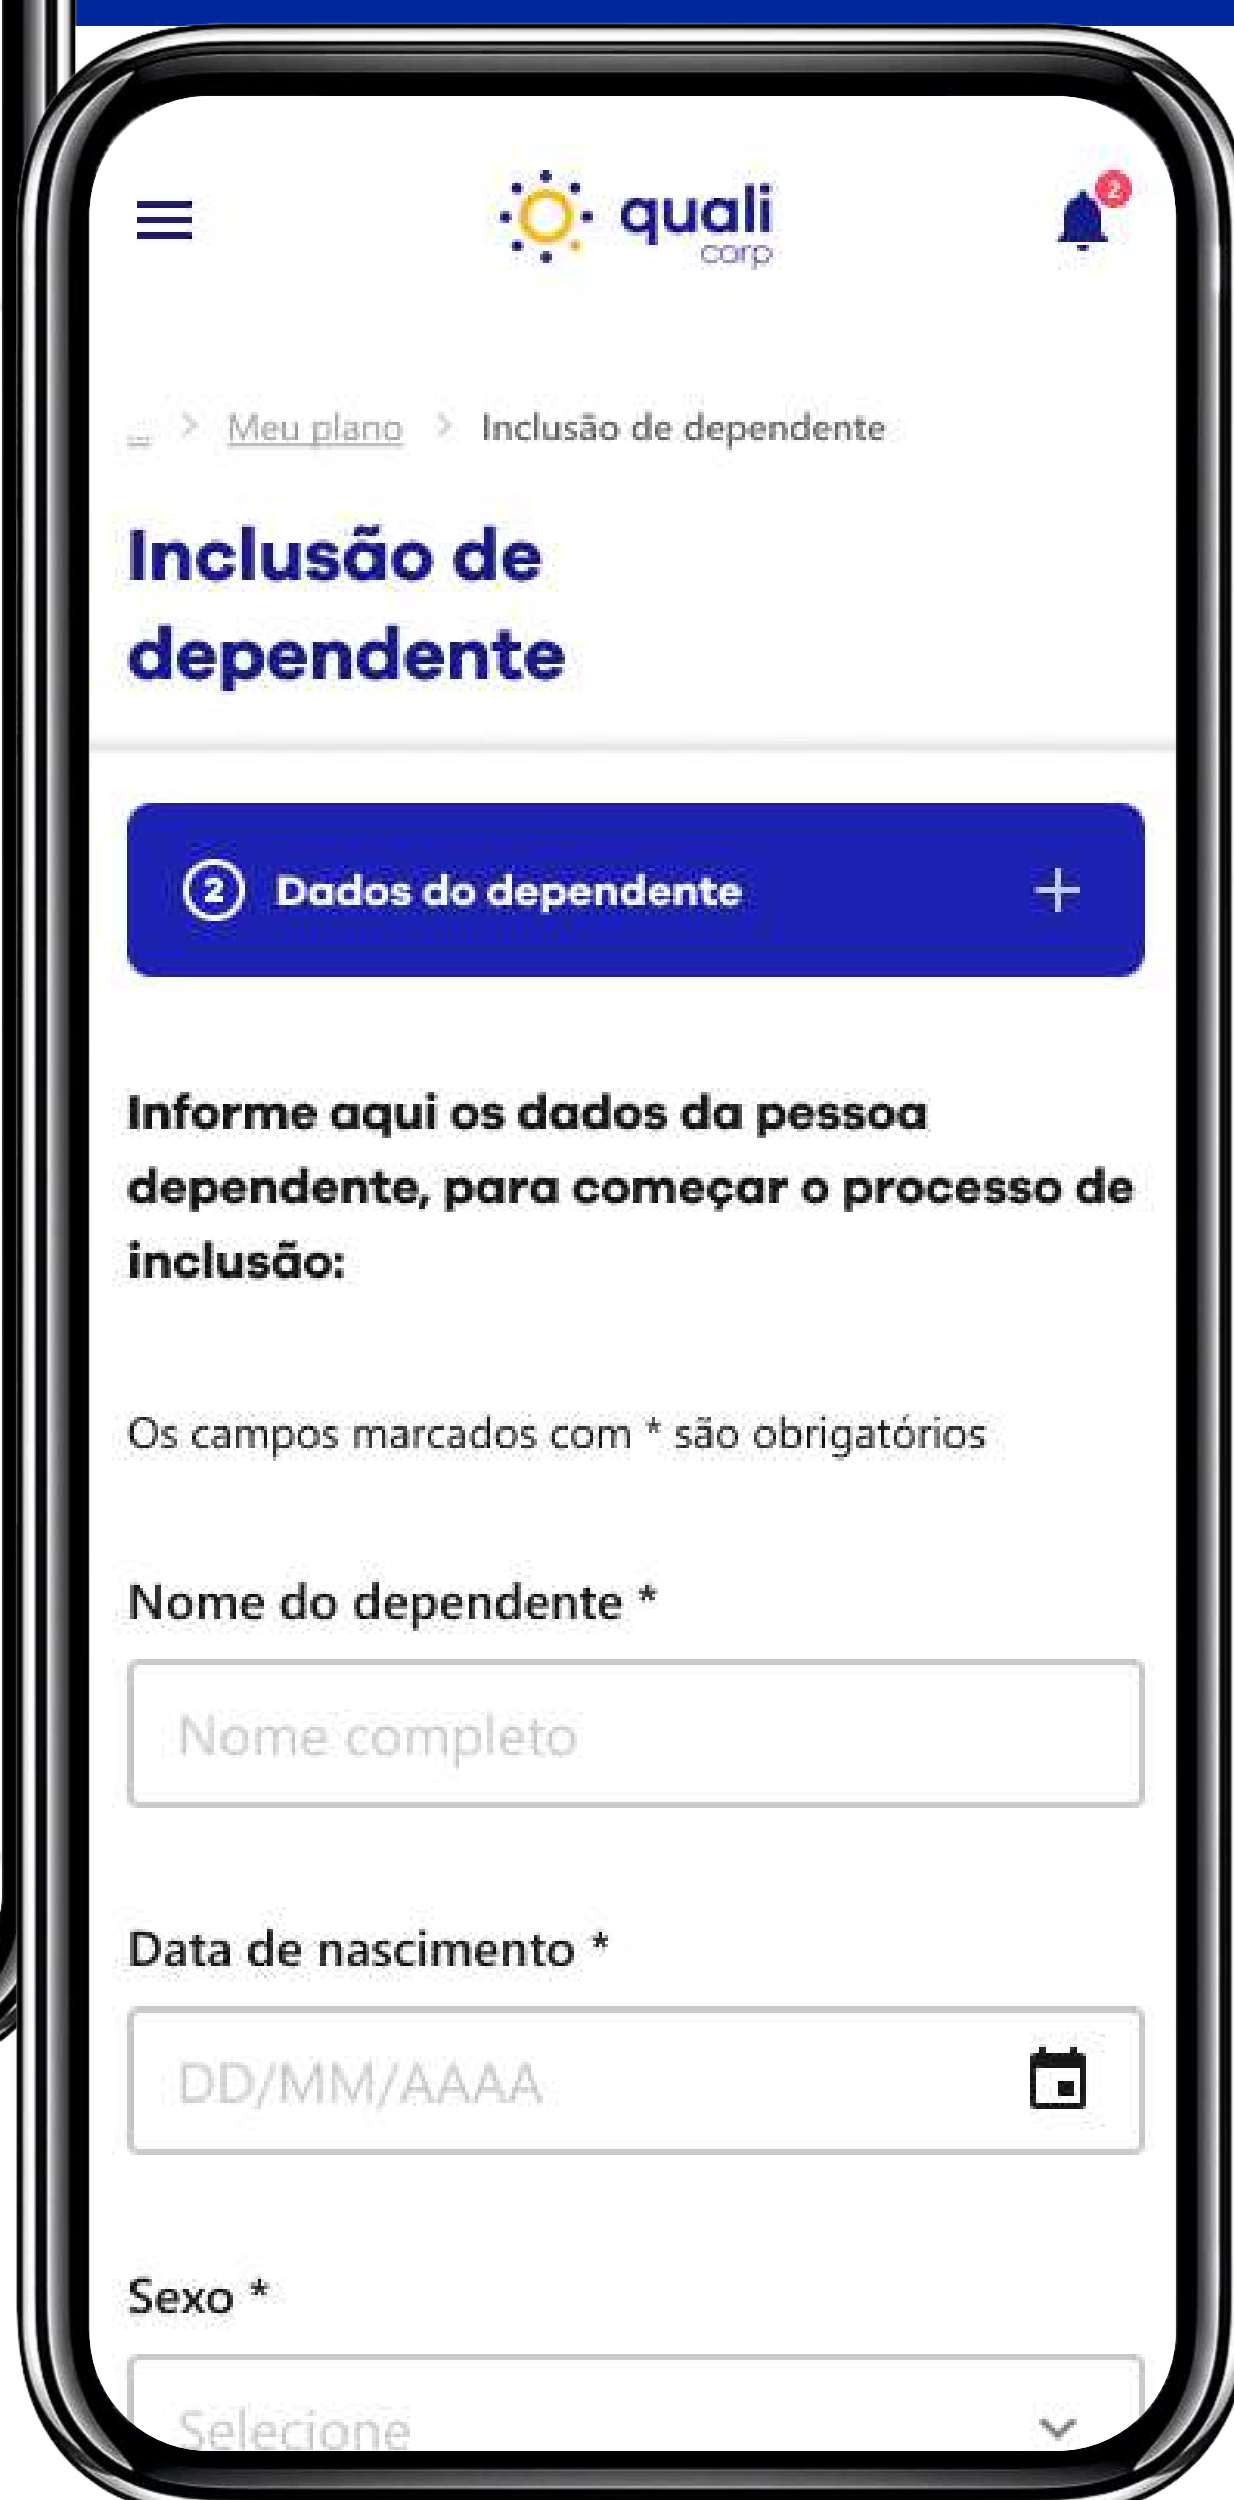 quali
corp
2
... > Meu plano > Inclusão de dependente
Inclusão de
dependente
2 Dados do dependente +
Informe aqui os dados da pessoa
dependente, para começar o processo de
inclusão:
Os campos marcados com * são obrigatórios
Nome do dependente *
Nome completo
Data de nascimento *
DD/MM/AAAA
Sexo *
Selecione